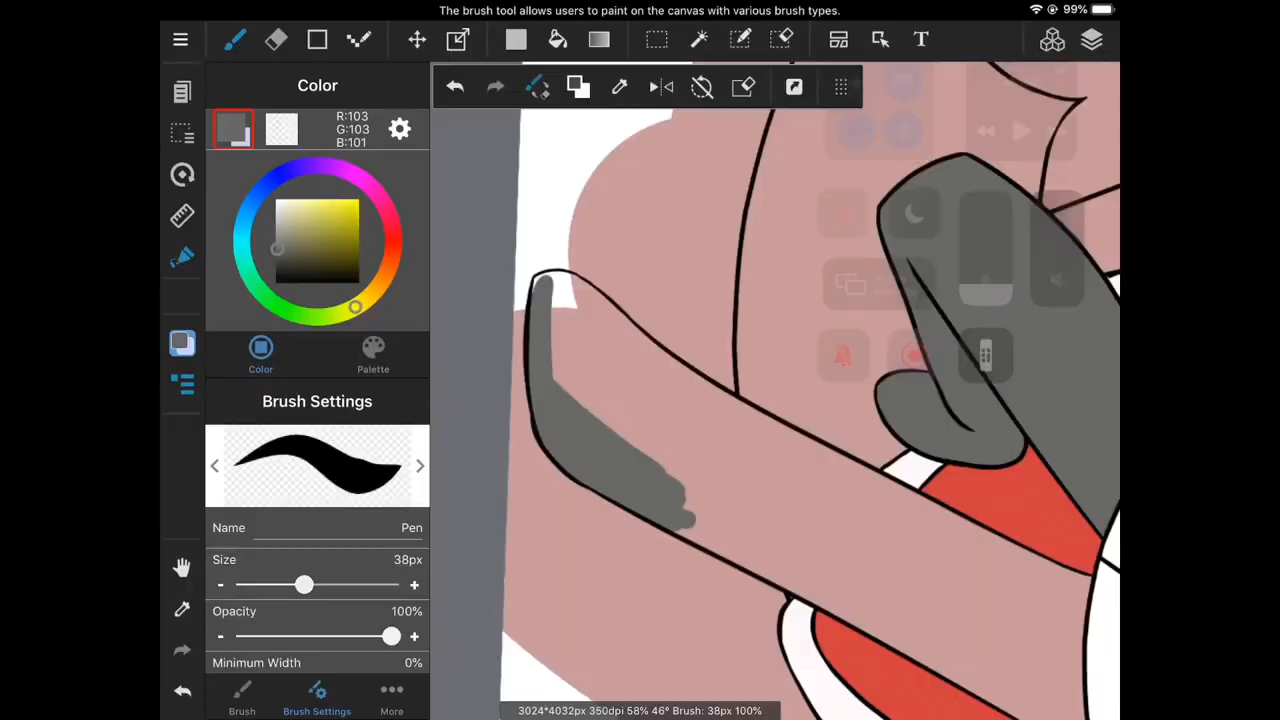 The brush tool allows users to paint on the canvas with various brush types.
99%
T
Color
R:103
G:103
B:101
Color
Palette
Brush Settings
Name Pen
Size 38px
- +
Opacity 100%
- +
Minimum Width 0%
Brush
Brush Settings
More
3024*4032px 350dpi 58% 46° Brush: 38px 100%